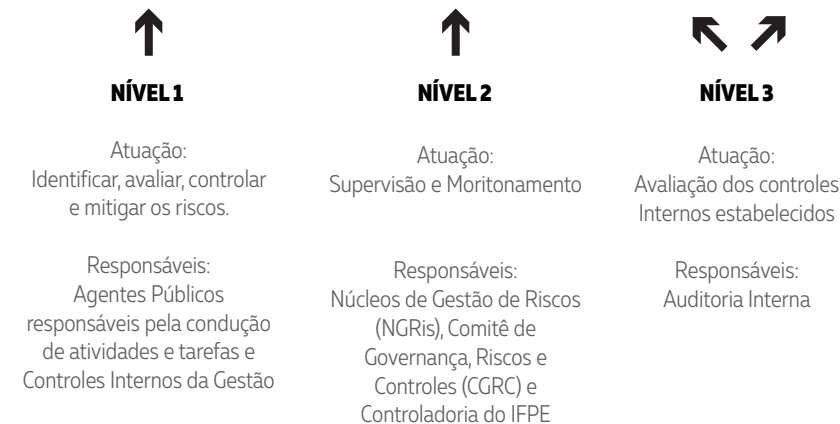 NÍVEL 1
Atuação:
Identificar, avaliar, controlar
e mitigar os riscos.
Responsáveis:
Agentes Públicos
responsáveis pela condução
de atividades e tarefas e
Controles Internos da Gestão
NÍVEL 2
Atuação:
Supervisão e Moritonamento
Responsáveis:
Núcleos de Gestão de Riscos
(NGRis), Comitê de
Governança, Riscos e
Controles (CGRC) e
Controladoria do IFPE
NÍVEL 3
Atuação:
Avaliação dos controles
Internos estabelecidos
Responsáveis:
Auditoria Interna